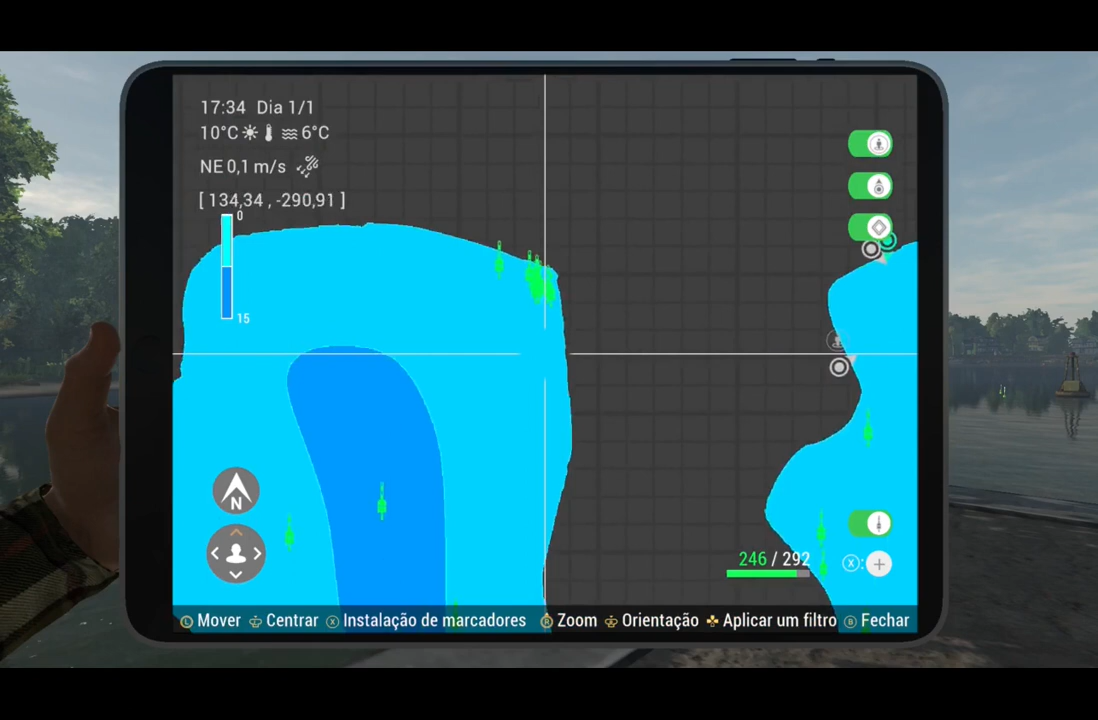 17:34 Dia 1/1
10°C 6°C
NE 0,1 m/s
[ 134,34 , -290,91 ]
0
15
N
246 / 292
X :
L Mover Centrar X Instalação de marcadores R Zoom Orientação Aplicar um filtro B Fechar